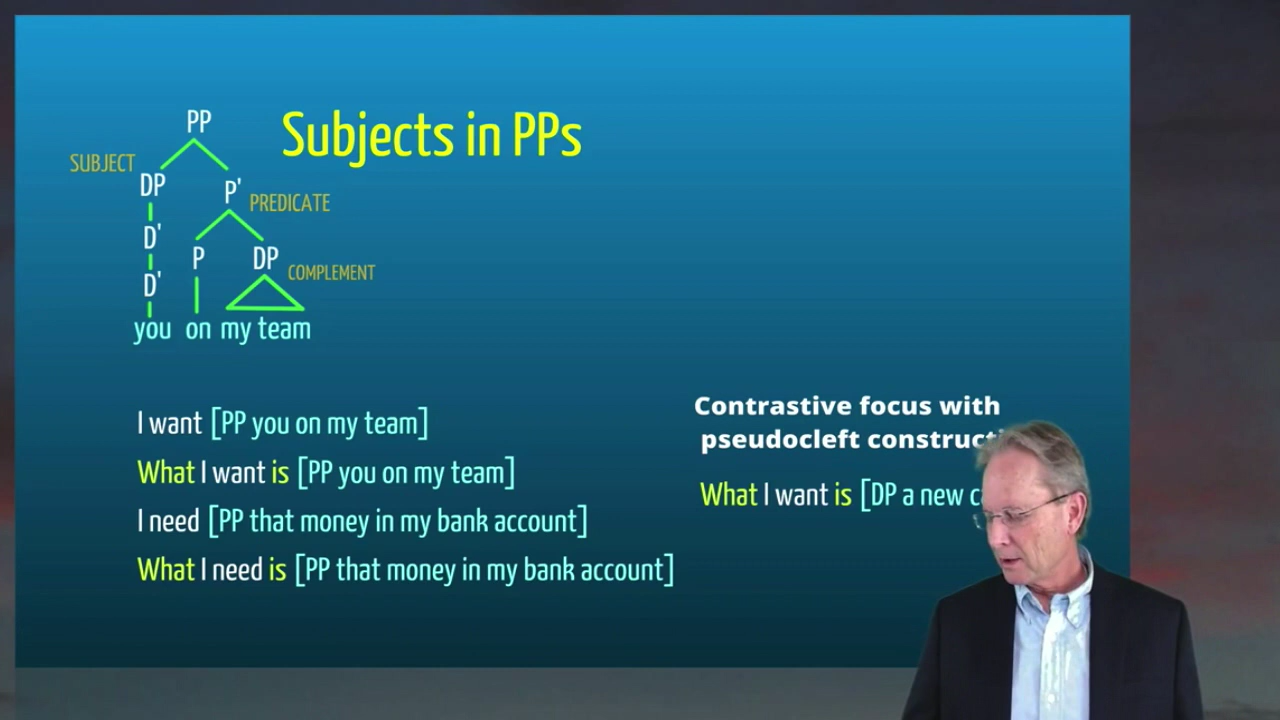 Subjects in PPs
PP
SUBJECT
DP
P'
PREDICATE
D'
P
DP
COMPLEMENT
D'
you on my team
I want [PP you on my team]
What I want is [PP you on my team]
I need [PP that money in my bank account]
What I need is [PP that money in my bank account]
Contrastive focus with
pseudocleft
What I want is [DP a new